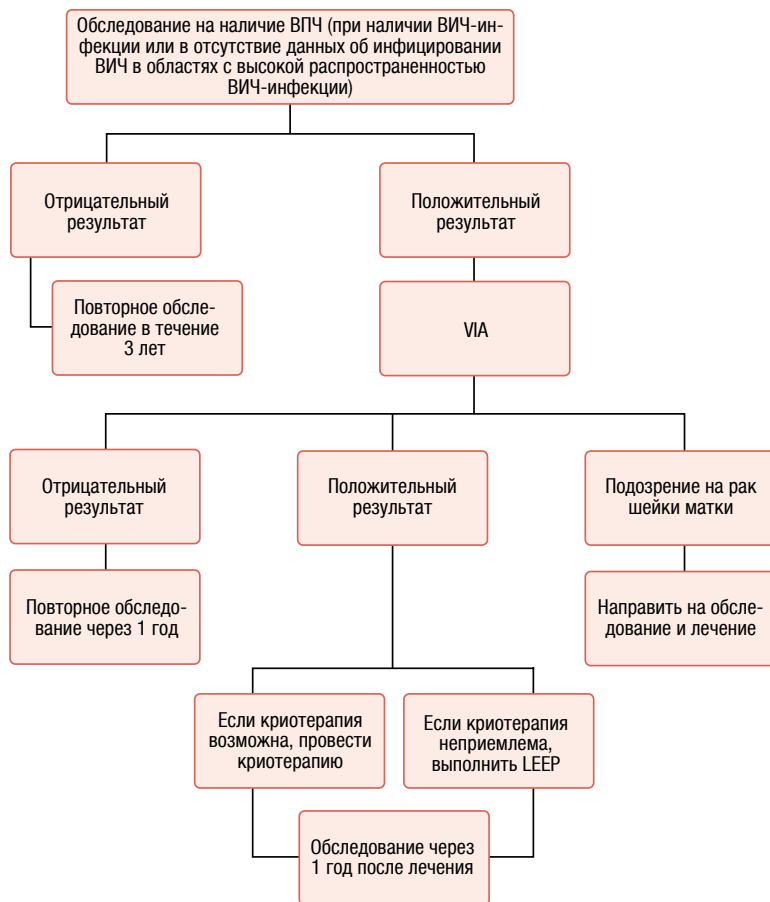 Обследование на наличие ВПЧ (при наличии ВИЧ-ин-
фекции или в отсутствие данных об инфицировании
ВИЧ в областях с высокой распространенностью
ВИЧ-инфекции)
Отрицательный
результат
Положительный
результат
Повторное обсле-
дование в течение
3 лет
VIA
Отрицательный
результат
Положительный
результат
Подозрение на рак
шейки матки
Повторное обследо-
вание через 1 год
Направить на обсле-
дование и лечение
Если криотерапия
возможна, провести
криотерапию
Если криотерапия
неприемлема,
выполнить LEEP
Обследование через
1 год после лечения